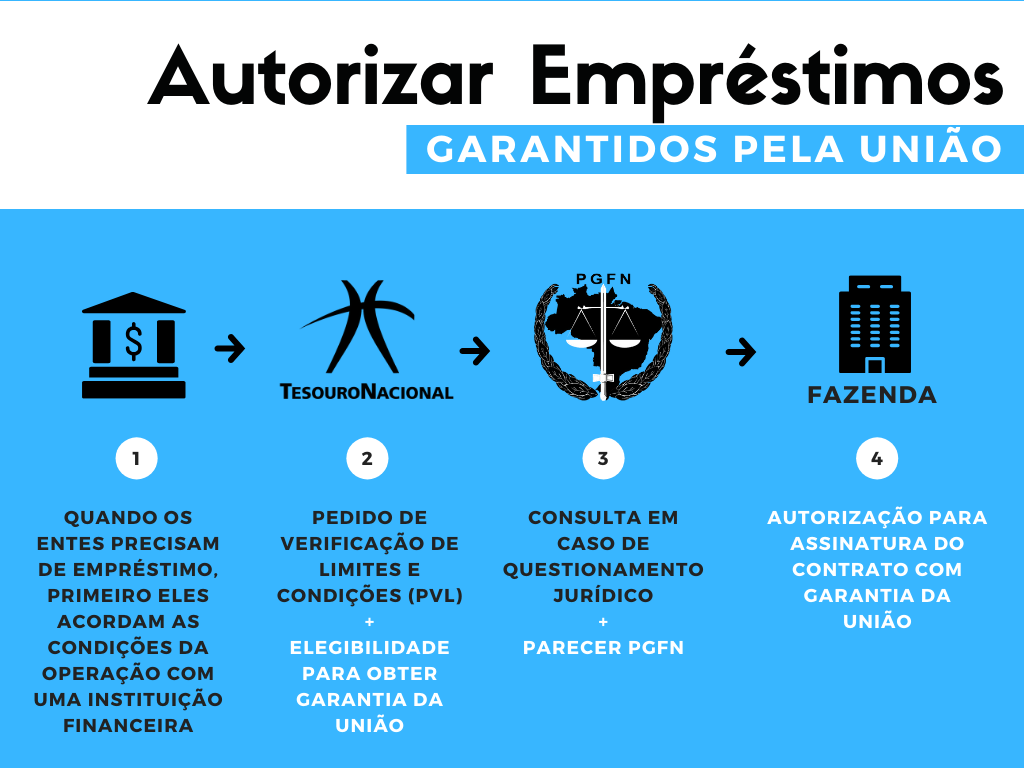 Autorizar Empréstimos
GARANTIDOS PELA UNIÃO
$
TESOURONACIONAL
PGFN
FAZENDA
1
QUANDO OS
ENTES PRECISAM
DE EMPRÉSTIMO,
PRIMEIRO ELES
ACORDAM AS
CONDIÇÕES DA
OPERAÇÃO COM
UMA INSTITUIÇÃO
FINANCEIRA
2
PEDIDO DE
VERIFICAÇÃO DE
LIMITES E
CONDIÇÕES (PVL)
+
ELEGIBILIDADE
PARA OBTER
GARANTIA DA
UNIÃO
3
CONSULTA EM
CASO DE
QUESTIONAMENTO
JURÍDICO
+
PARECER PGFN
4
AUTORIZAÇÃO PARA
ASSINATURA DO
CONTRATO COM
GARANTIA DA
UNIÃO